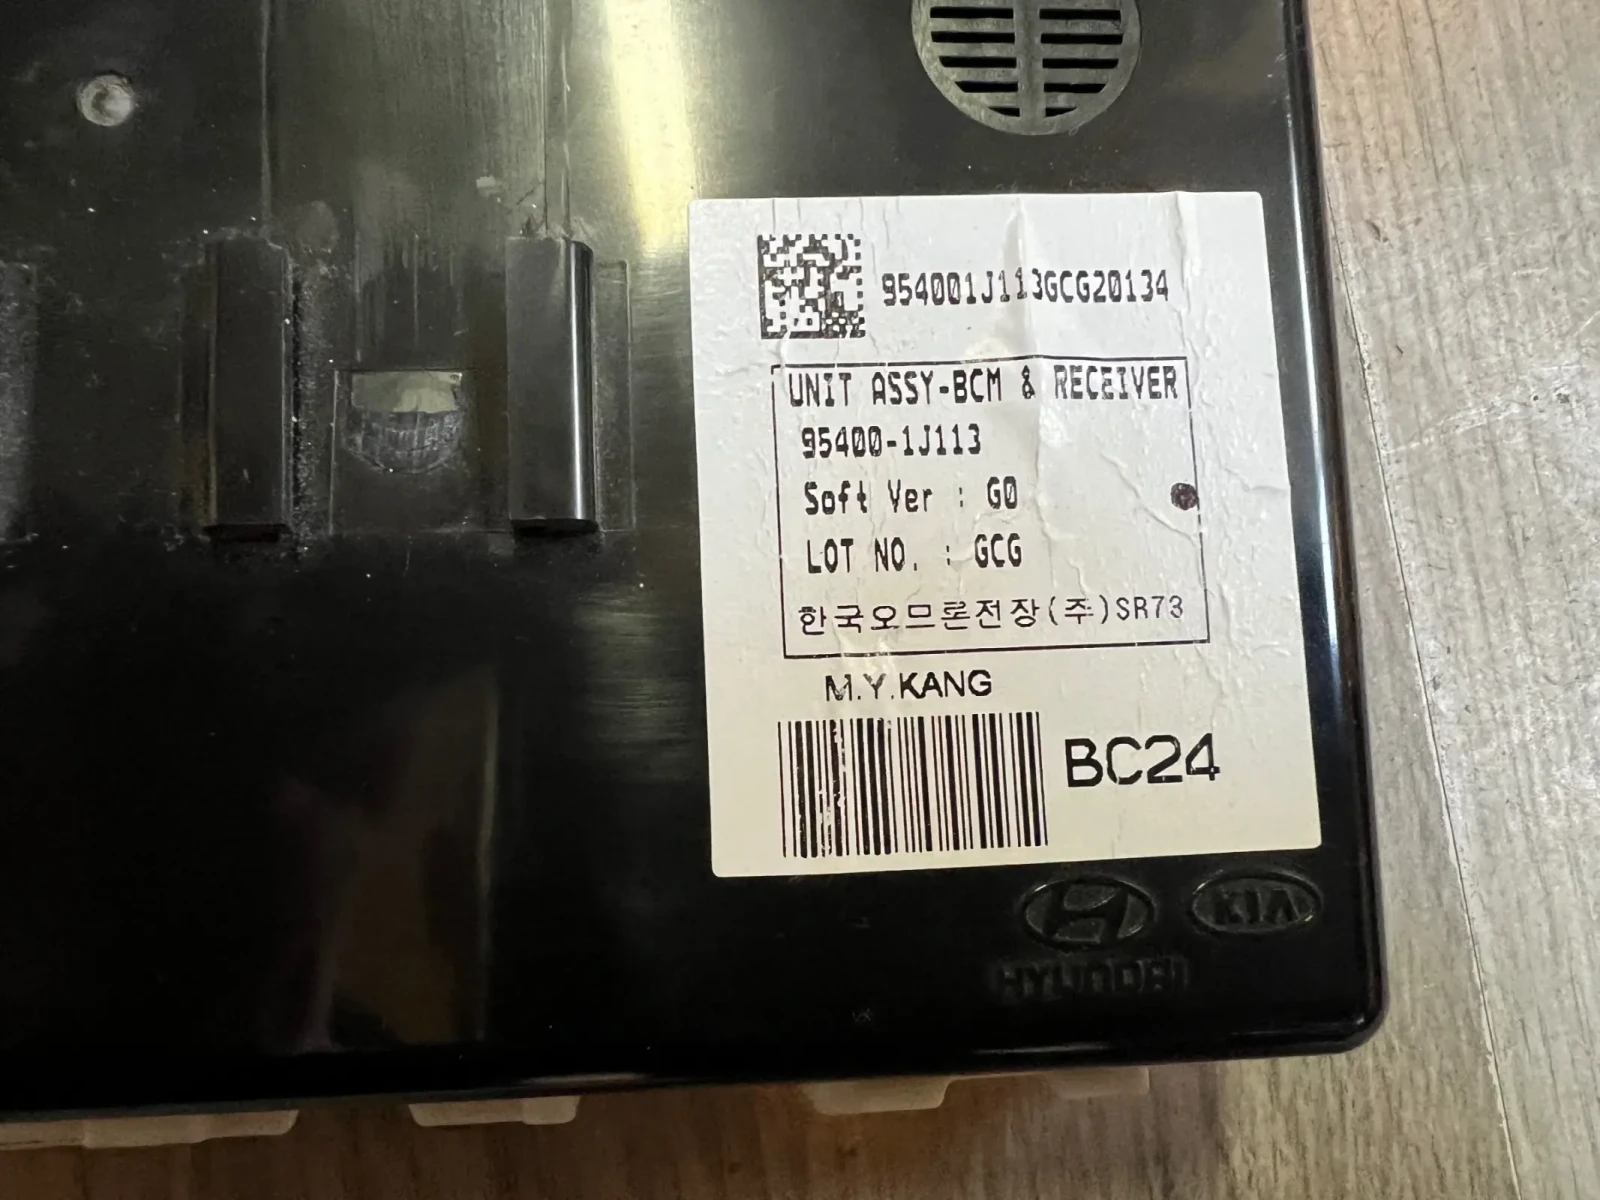 954001J113GCG20134
UNIT ASSY-BCM & RECEIVER
95400-1J113
Soft Ver : G0
LOT NO. : GCG
한국오므론전장(주)SR73
M.Y.KANG
BC24
KIA
HYUNDAI